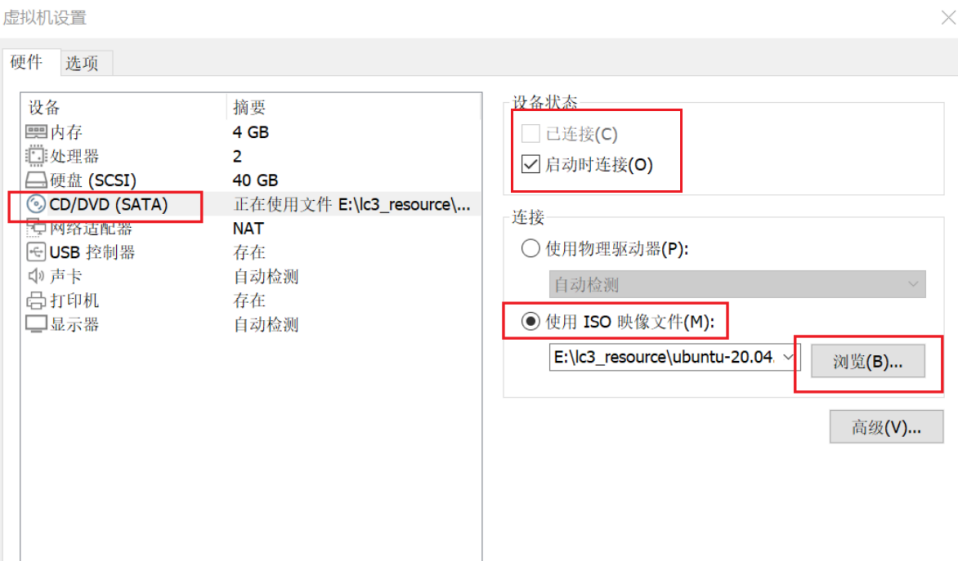 虚拟机设置
硬件 选项
设备 摘要
内存 4 GB
处理器 2
硬盘 (SCSI) 40 GB
CD/DVD (SATA) 正在使用文件 E:\lc3_resource\...
网络适配器 NAT
USB 控制器 存在
声卡 自动检测
打印机 存在
显示器 自动检测
设备状态
已连接(C)
启动时连接(O)
连接
使用物理驱动器(P):
自动检测
使用 ISO 映像文件(M):
E:\lc3_resource\ubuntu-20.04. 浏览(B)...
高级(V)...